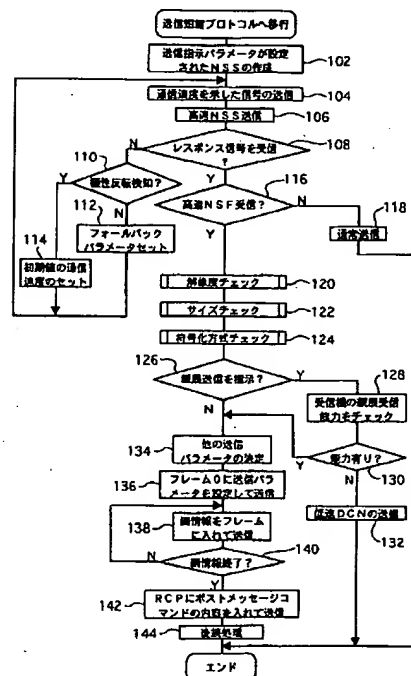 送信短縮プロトコルへ移行
送信指示パラメータが設定
されたNSSの作成
102
通信速度を示した信号の送信
104
高速NSS送信
106
レスポンス信号を受信
?
108
N
Y
110
極性反転検知?
Y
N
112
フォールバック
パラメータセット
114
初期値の通信
速度のセット
116
高速NSF受信?
N
Y
118
通常送信
解像度チェック
120
サイズチェック
122
符号化方式チェック
124
126
親展送信を指示?
Y
N
128
受信機の親展受信
能力をチェック
能力有り?
130
Y
N
低速DCNの送信
132
134
他の送信
パラメータの決定
136
フレーム0に送信パラ
メータを設定して送信
138
画情報をフレーム
に入れて送信
140
画情報終了?
N
Y
142
RCPにポストメッセージコ
マンドの内容を入れて送信
144
後続処理
エンド